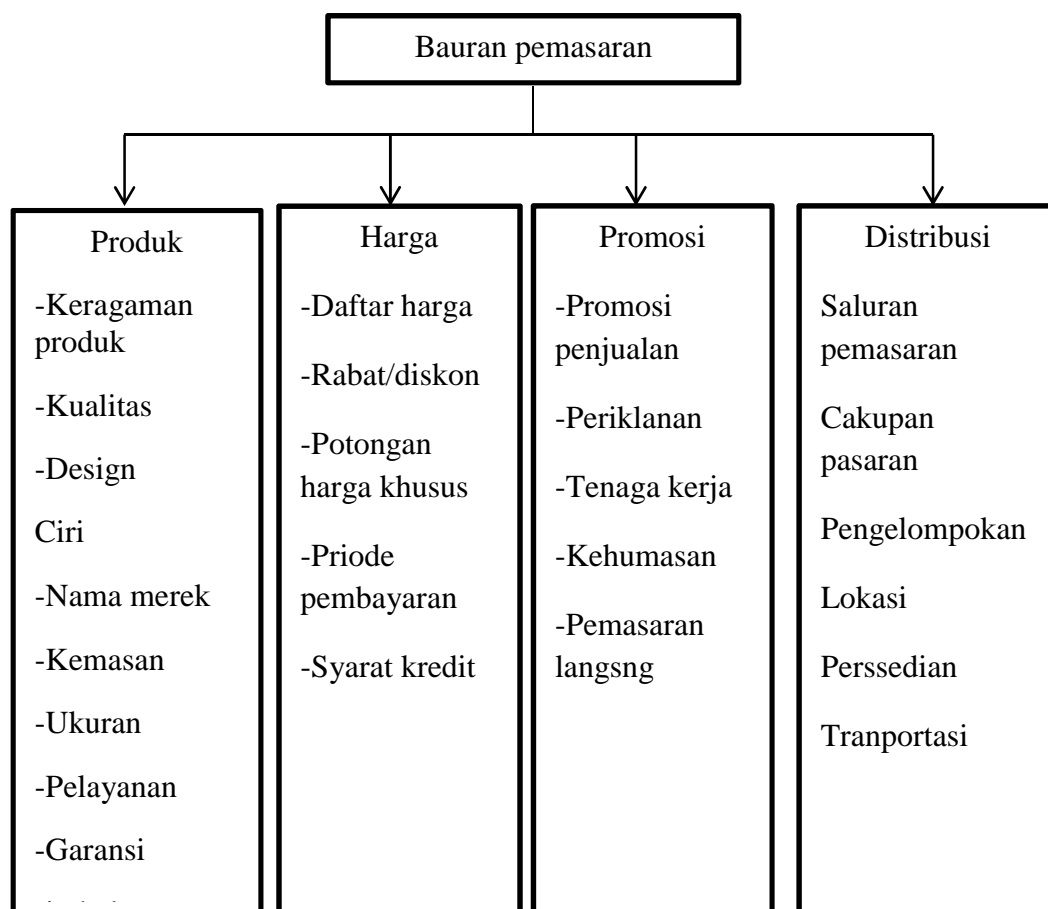 Bauran pemasaran
Produk
-Keragaman
produk
-Kualitas
-Design
Ciri
-Nama merek
-Kemasan
-Ukuran
-Pelayanan
-Garansi
Harga
-Daftar harga
-Rabat/diskon
-Potongan
harga khusus
-Priode
pembayaran
-Syarat kredit
Promosi
-Promosi
penjualan
-Periklanan
-Tenaga kerja
-Kehumasan
-Pemasaran
langsng
Distribusi
Saluran
pemasaran
Cakupan
pasaran
Pengelompokan
Lokasi
Perssedian
Tranportasi